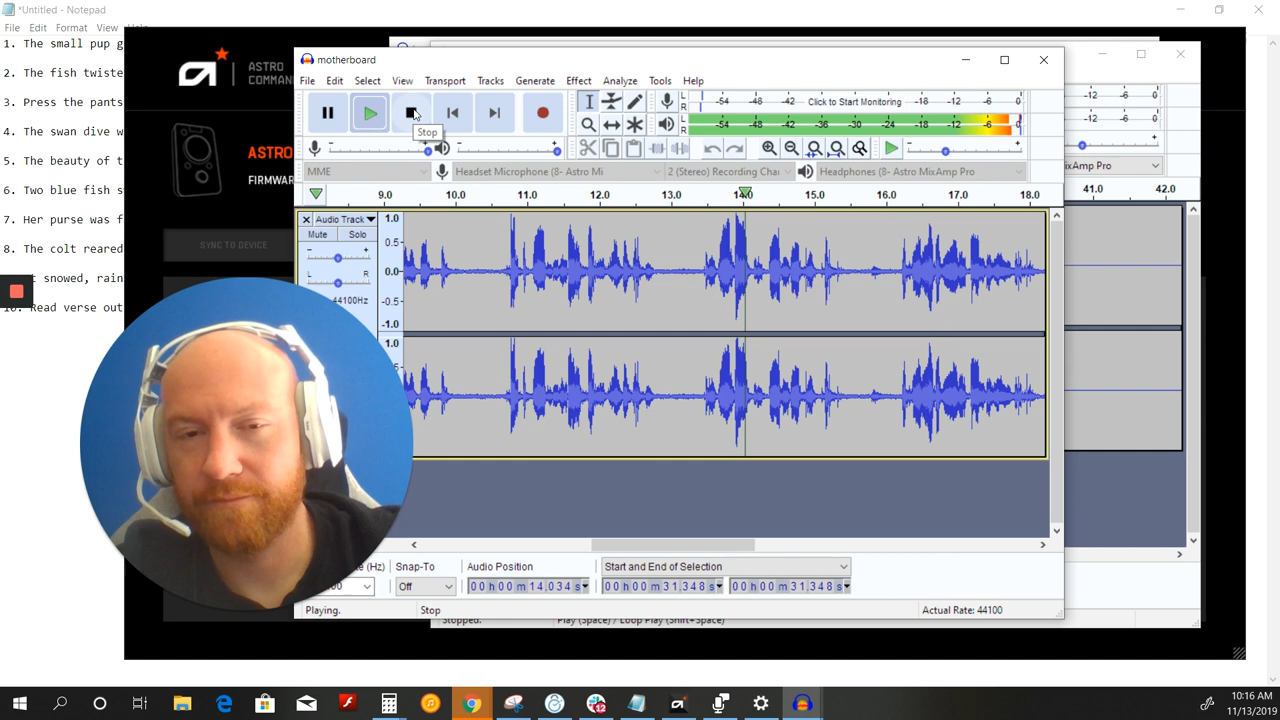 *Untitled - Notepad
File Edit Format View
1. The small pup g
2. The fish twiste
3. Press the pants
4. The swan dive w
5. The beauty of t
6. Two blue fish s
7. Her purse was f
8. The colt reared
t snowed, rain
Read verse out
ASTRO
COMMAN
ASTRO
FIRMWAR
SYNC TO DEVICE
motherboard
File Edit Select View Transport Tracks Generate Effect Analyze Tools Help
Stop
L
R
-54 -48 -42 Click to Start Monitoring -18 -12 -6 0
L
R
-54 -48 -42 -36 -30 -24 -18 -12 -6 0
MME Headset Microphone (8- Astro Mi 2 (Stereo) Recording Chai Headphones (8- Astro MixAmp Pro
9.0 10.0 11.0 12.0 13.0 14.0 15.0 16.0 17.0 18.0
Audio Track
Mute Solo
L R
44100Hz
1.0
0.5
0.0
-0.5
-1.0
1.0
-12 -6 0
-12 -6 0
ixAmp Pro
41.0 42.0
(Hz) Snap-To Audio Position Start and End of Selection
00 Off 00 h 00 m 14.034 s 00 h 00 m 31.348 s 00 h 00 m 31.348 s
Playing. Stop Actual Rate: 44100
Stopped. Play (Space) / Loop Play (Shift+Space)
12
10:16 AM
11/13/2019